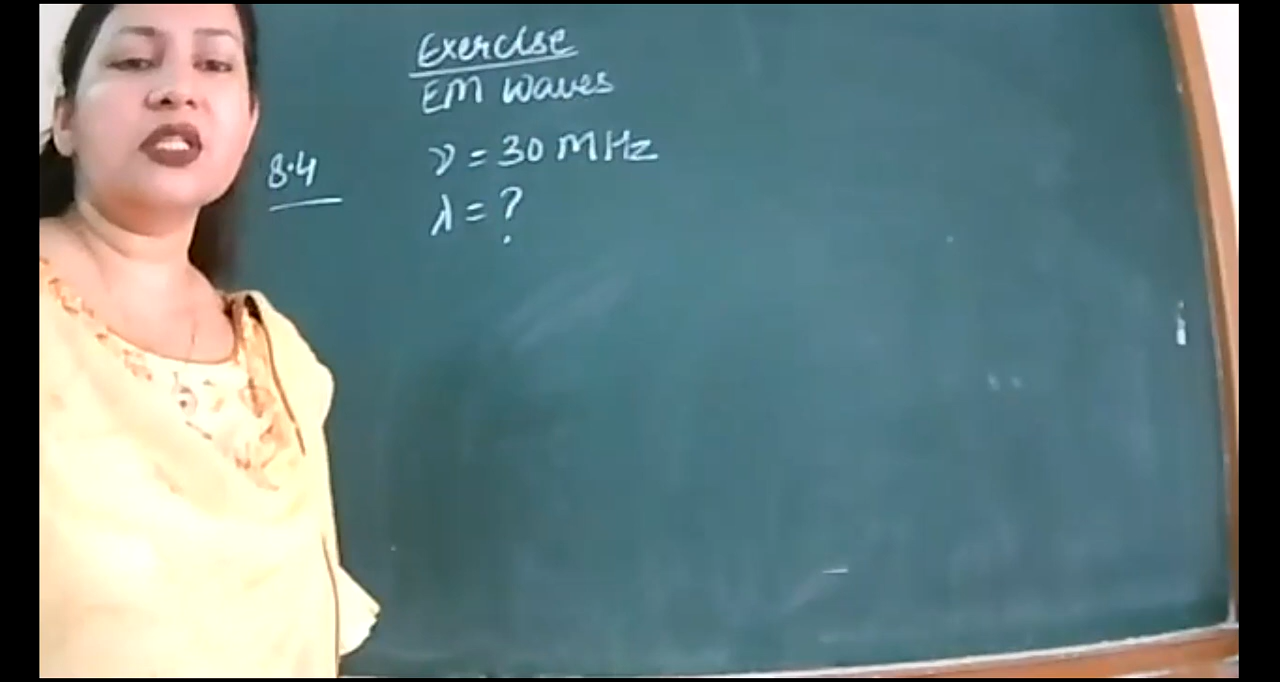 Exercise
EM Waves
8.4
ν = 30 MHz
λ = ?